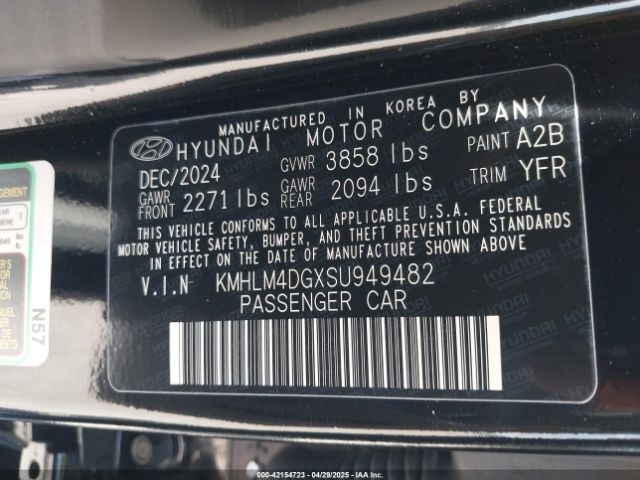 MANUFACTURED IN KOREA BY
HYUNDAI MOTOR COMPANY
DEC/2024 GVWR 3858 lbs PAINT A2B
GAWR FRONT 2271 lbs GAWR REAR 2094 lbs TRIM YFR
THIS VEHICLE CONFORMS TO ALL APPLICABLE U.S.A. FEDERAL
MOTOR VEHICLE SAFETY, BUMPER, AND THEFT PREVENTION STANDARDS
IN EFFECT ON THE DATE OF MANUFACTURE SHOWN ABOVE
V.I.N KMHLM4DGXSU949482
PASSENGER CAR
N57
000-42154723 - 04/29/2025 - IAAI.COM